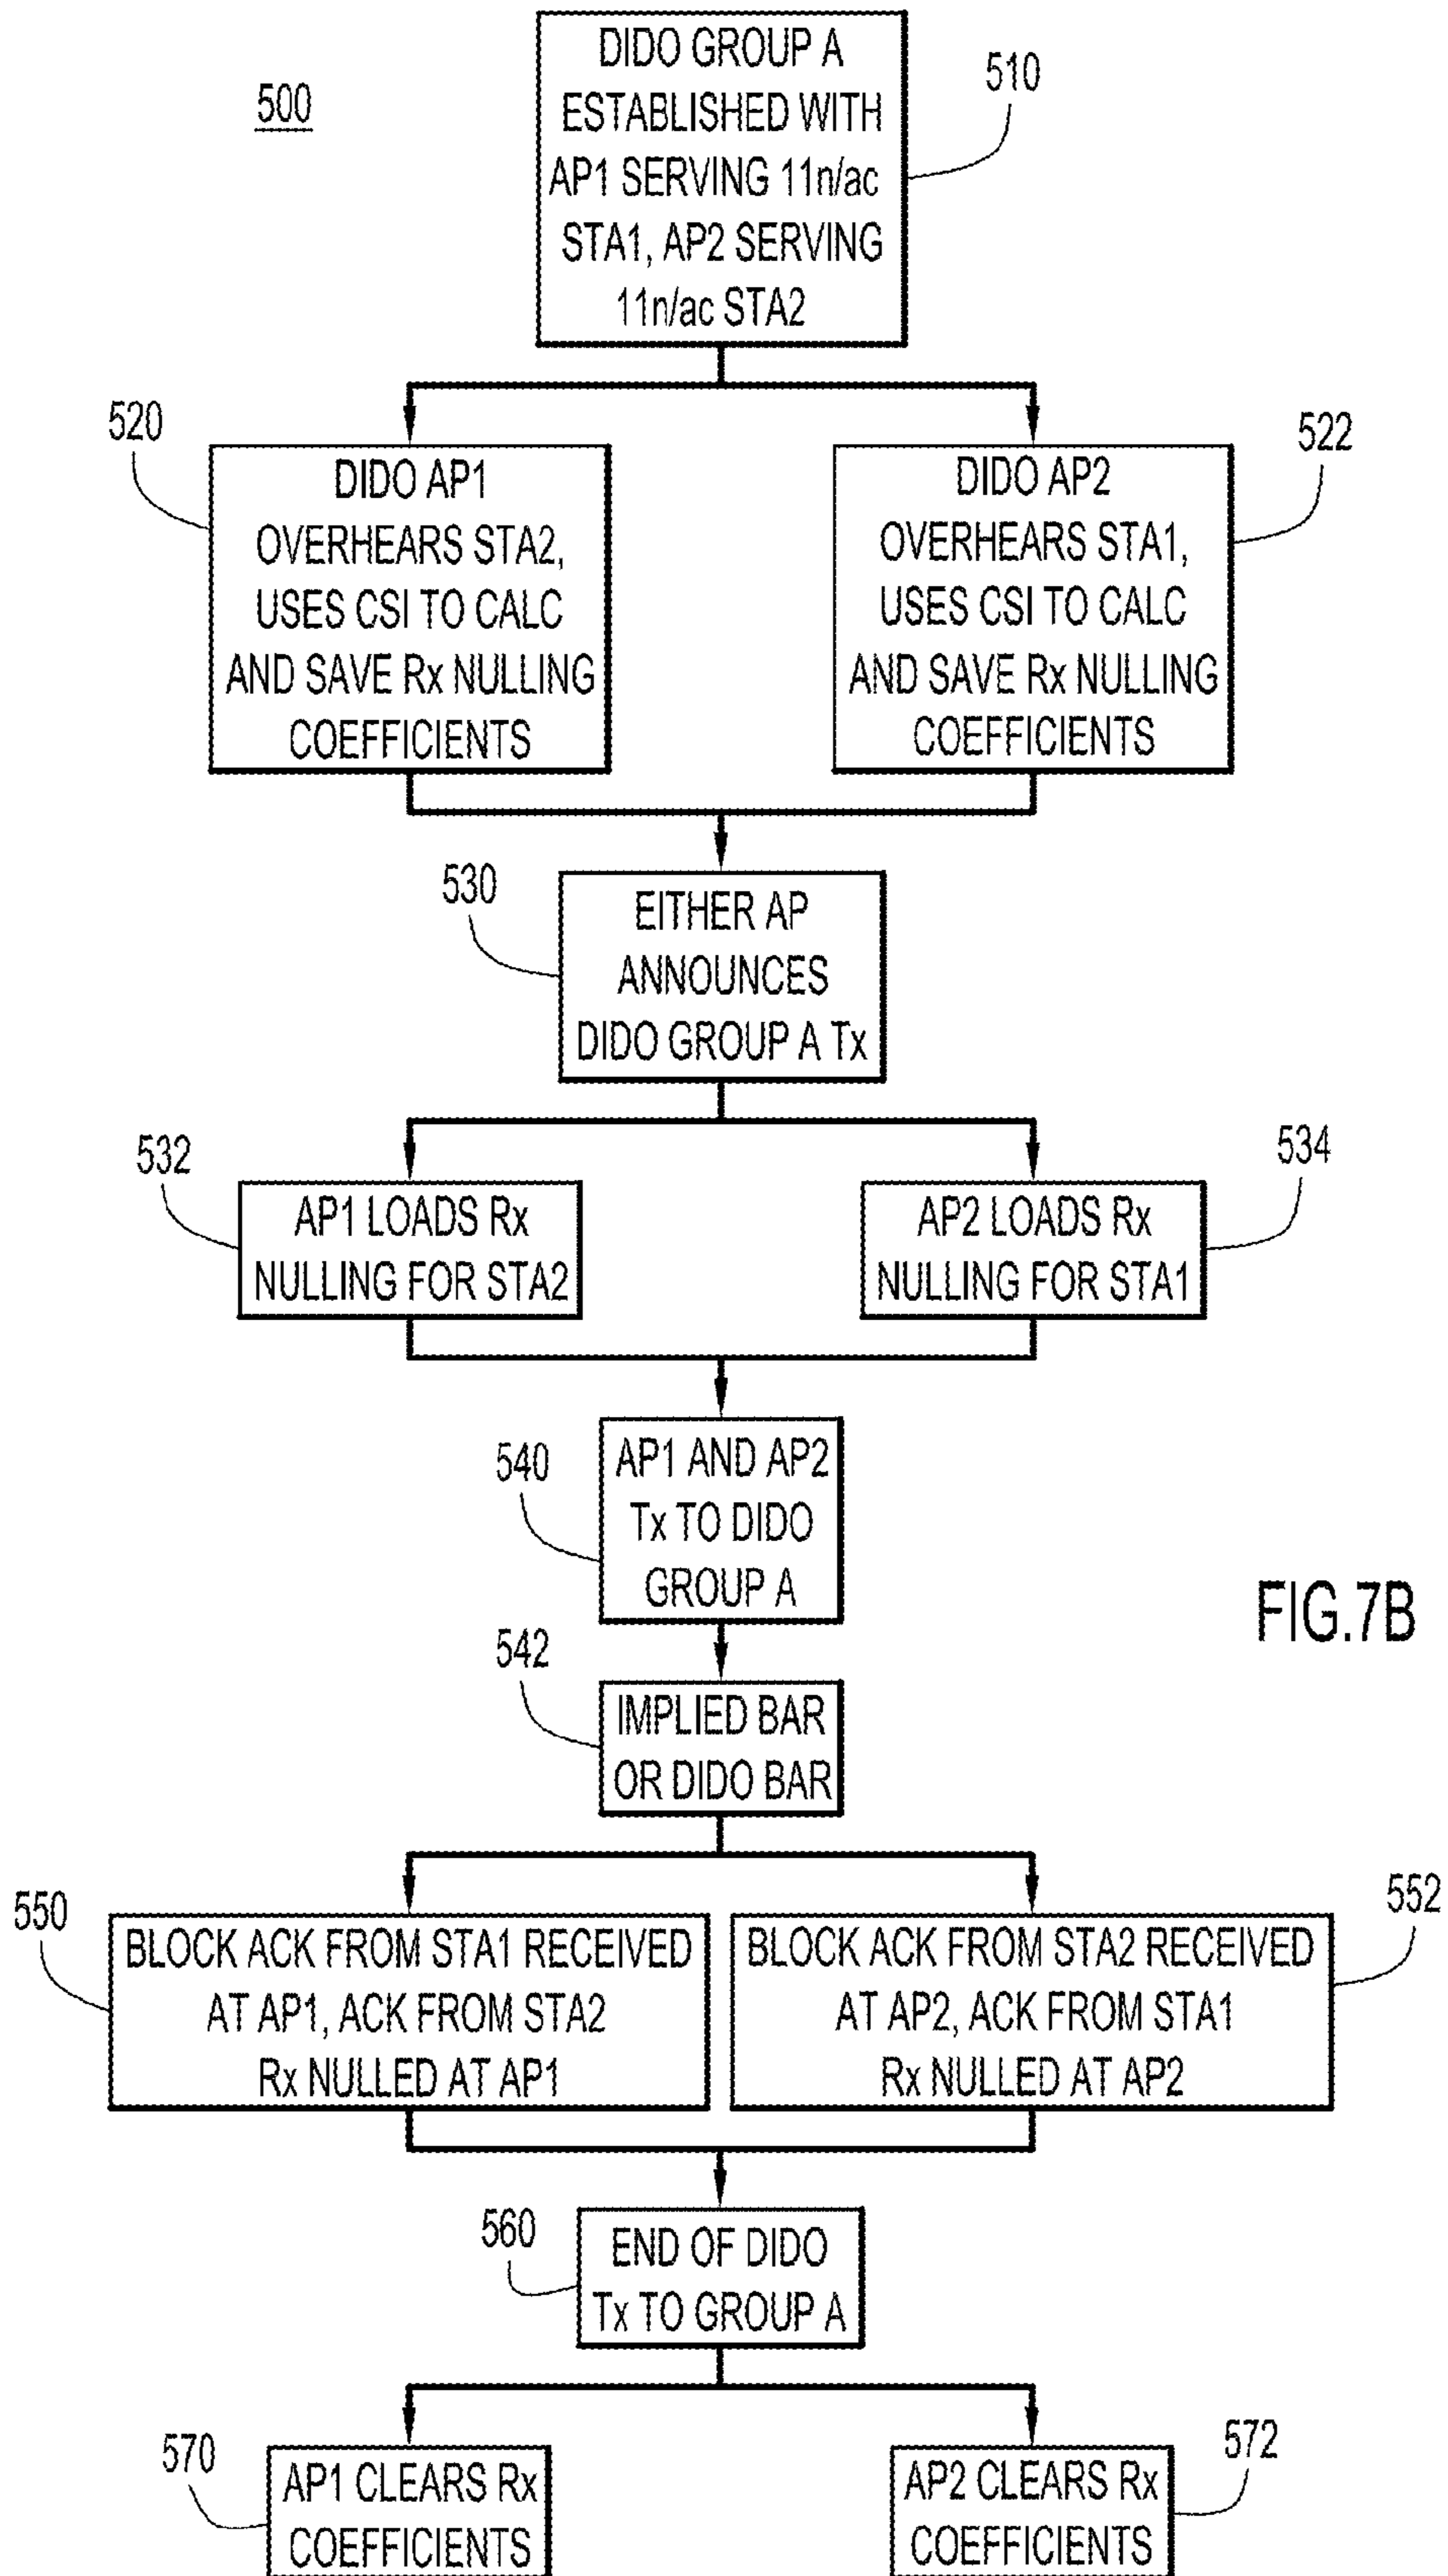 500
DIDO GROUP A
ESTABLISHED WITH
AP1 SERVING 11n/ac
STA1, AP2 SERVING
11n/ac STA2
510
520
DIDO AP1
OVERHEARS STA2,
USES CSI TO CALC
AND SAVE Rx NULLING
COEFFICIENTS
DIDO AP2
OVERHEARS STA1,
USES CSI TO CALC
AND SAVE Rx NULLING
COEFFICIENTS
522
530
EITHER AP
ANNOUNCES
DIDO GROUP A Tx
532
AP1 LOADS Rx
NULLING FOR STA2
AP2 LOADS Rx
NULLING FOR STA1
534
540
AP1 AND AP2
Tx TO DIDO
GROUP A
FIG.7B
542
IMPLIED BAR
OR DIDO BAR
550
BLOCK ACK FROM STA1 RECEIVED
AT AP1, ACK FROM STA2
Rx NULLED AT AP1
BLOCK ACK FROM STA2 RECEIVED
AT AP2, ACK FROM STA1
Rx NULLED AT AP2
552
560
END OF DIDO
Tx TO GROUP A
570
AP1 CLEARS Rx
COEFFICIENTS
AP2 CLEARS Rx
COEFFICIENTS
572